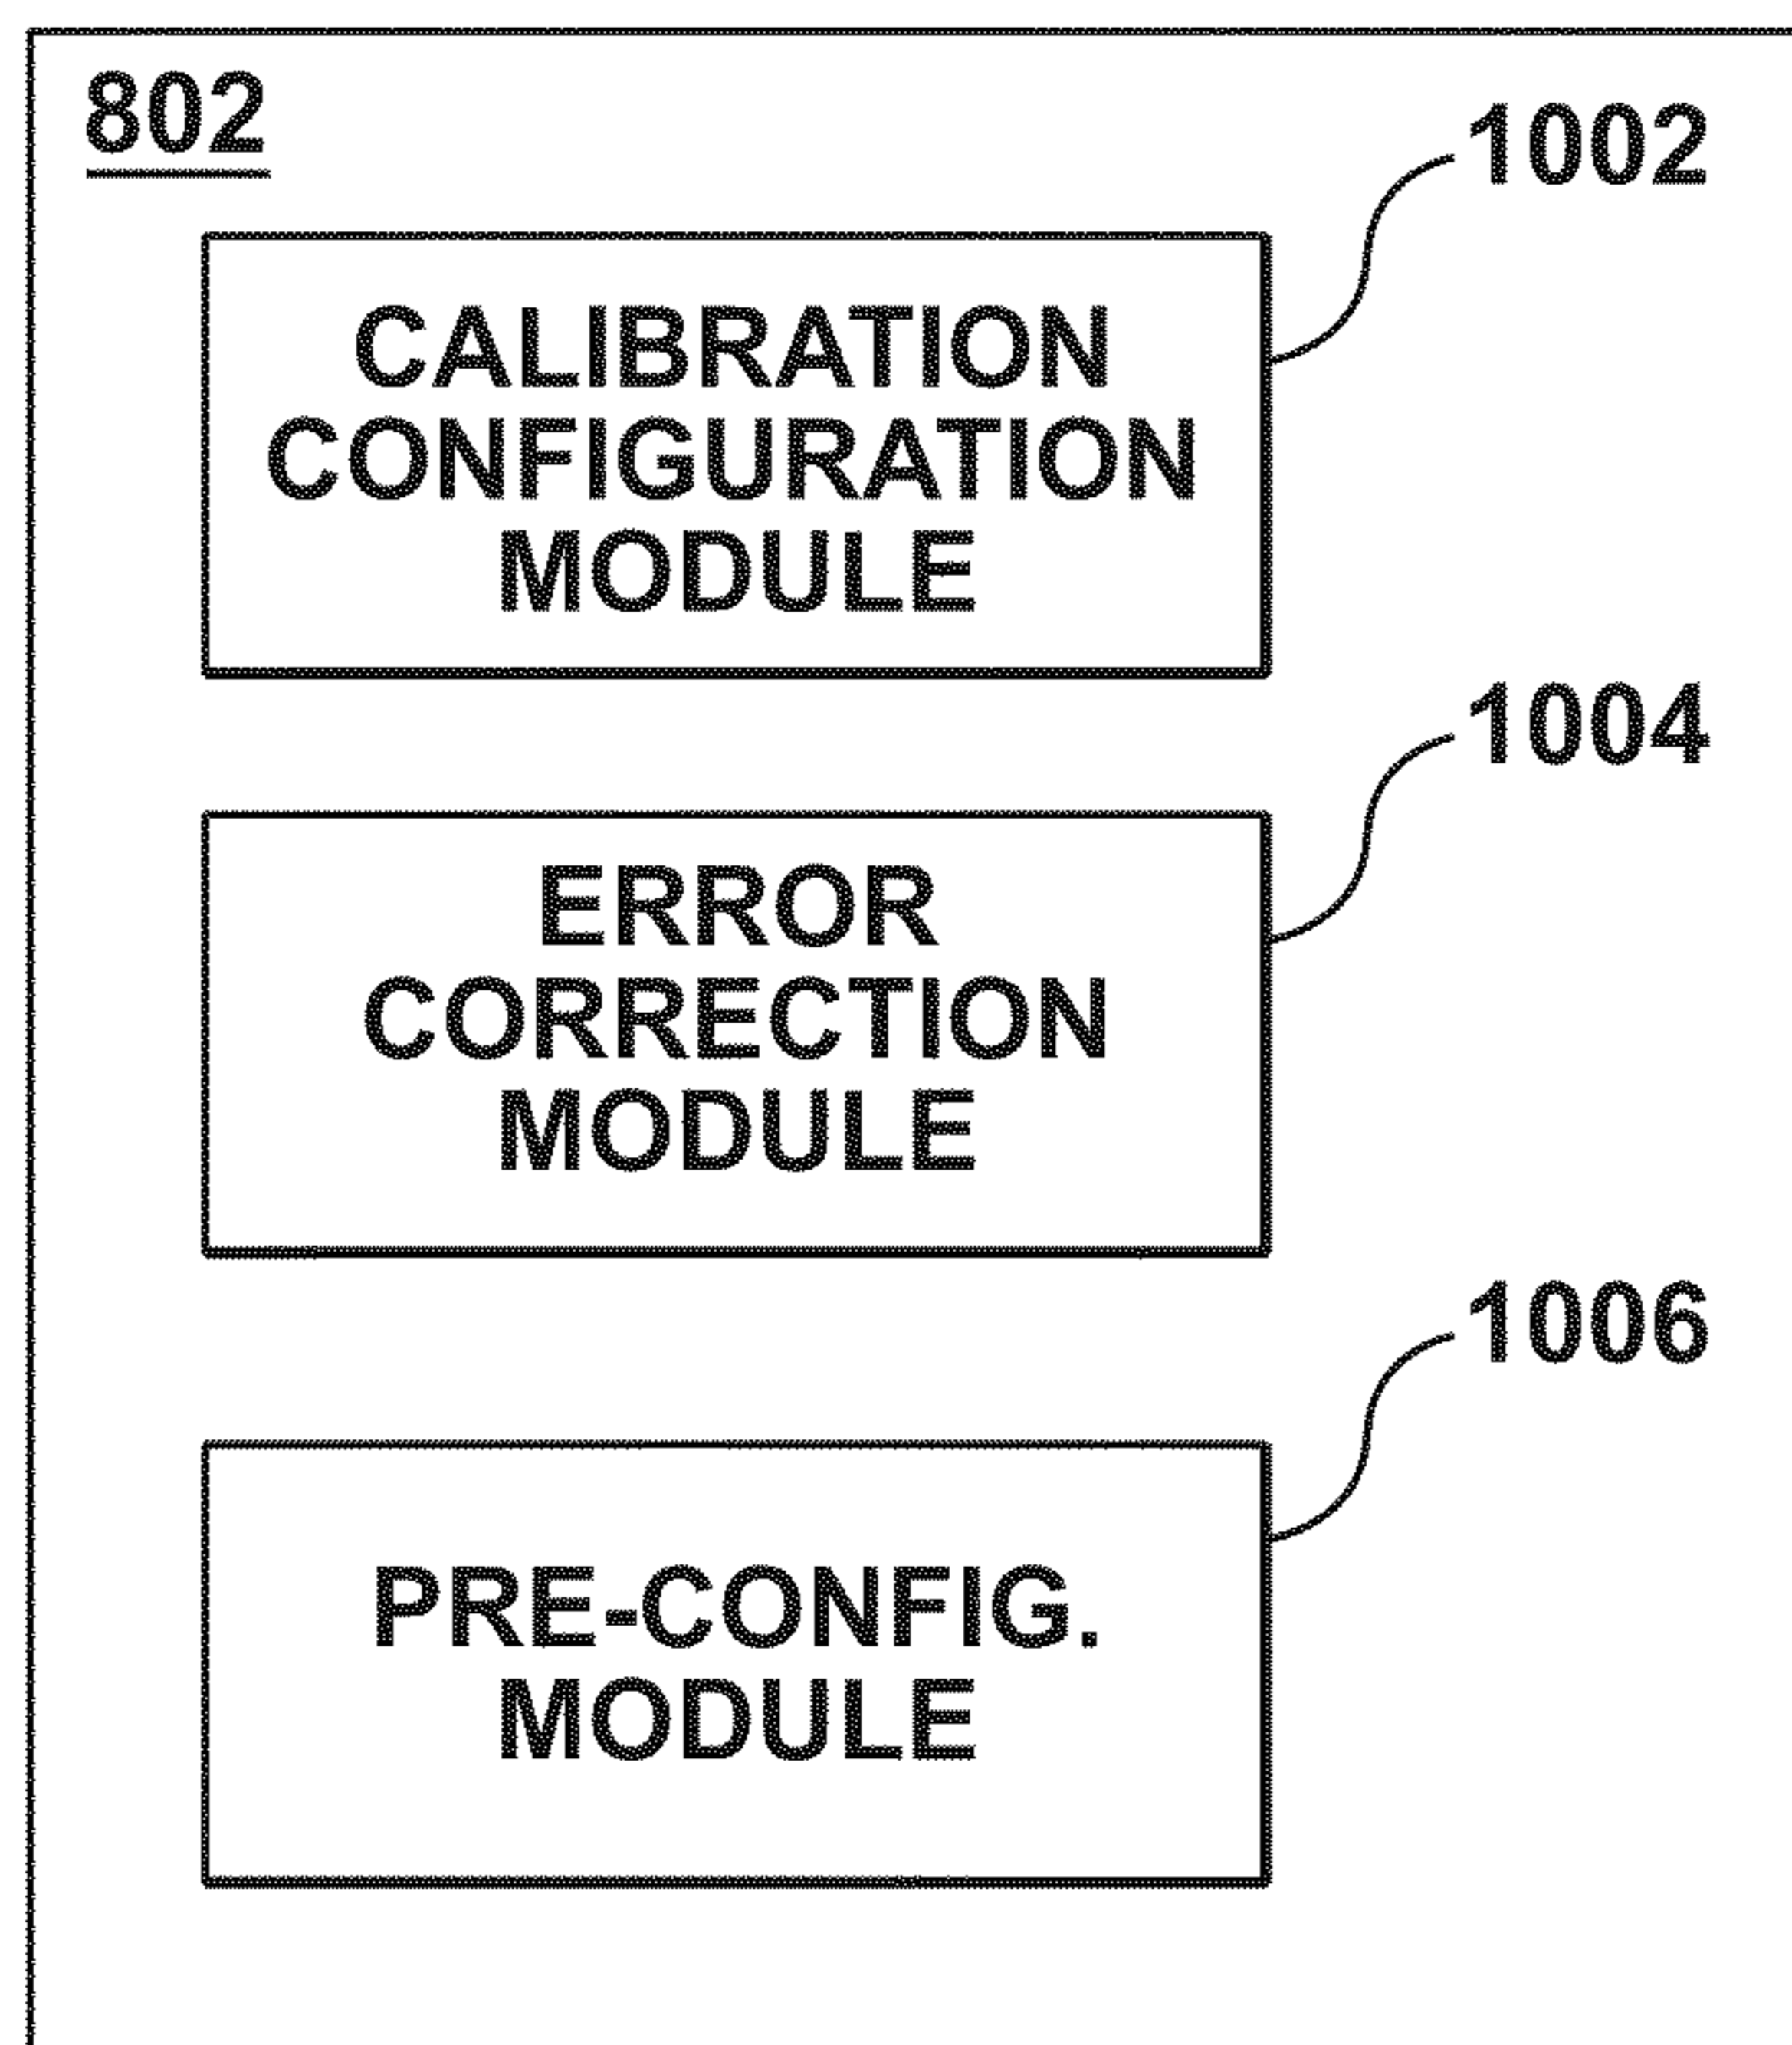 802
1002
CALIBRATION
CONFIGURATION
MODULE
1004
ERROR
CORRECTION
MODULE
1006
PRE-CONFIG.
MODULE